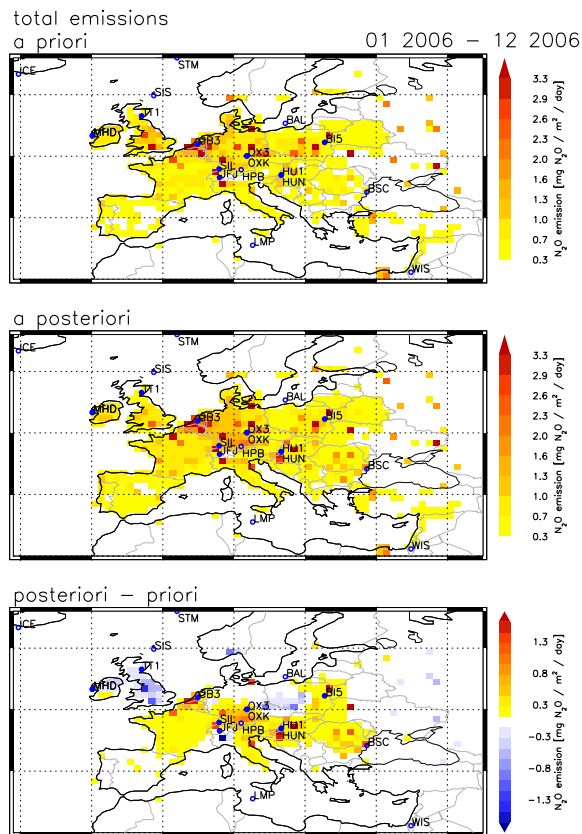 total emissions
a priori 01 2006 – 12 2006
ICE
STM
SIS
TT1
MHD
BAL
CB3
BI5
OX3
OXK
SIL
JFJ
HPB
HU1
HUN
BSC
LMP
WIS
3.3
2.9
2.6
2.3
2.0
1.6
1.3
1.0
0.7
0.3
N₂O emission [mg N₂O / m² / day]
a posteriori
ICE
STM
SIS
TT1
MHD
BAL
CB3
BI5
OX3
OXK
SIL
JFJ
HPB
HU1
HUN
BSC
LMP
WIS
3.3
2.9
2.6
2.3
2.0
1.6
1.3
1.0
0.7
0.3
N₂O emission [mg N₂O / m² / day]
posteriori – priori
ICE
STM
SIS
TT1
MHD
BAL
CB3
BI5
OX3
OXK
SIL
JFJ
HPB
HU1
HUN
BSC
LMP
WIS
1.3
0.8
0.3
−0.3
−0.8
−1.3
N₂O emission [mg N₂O / m² / day]